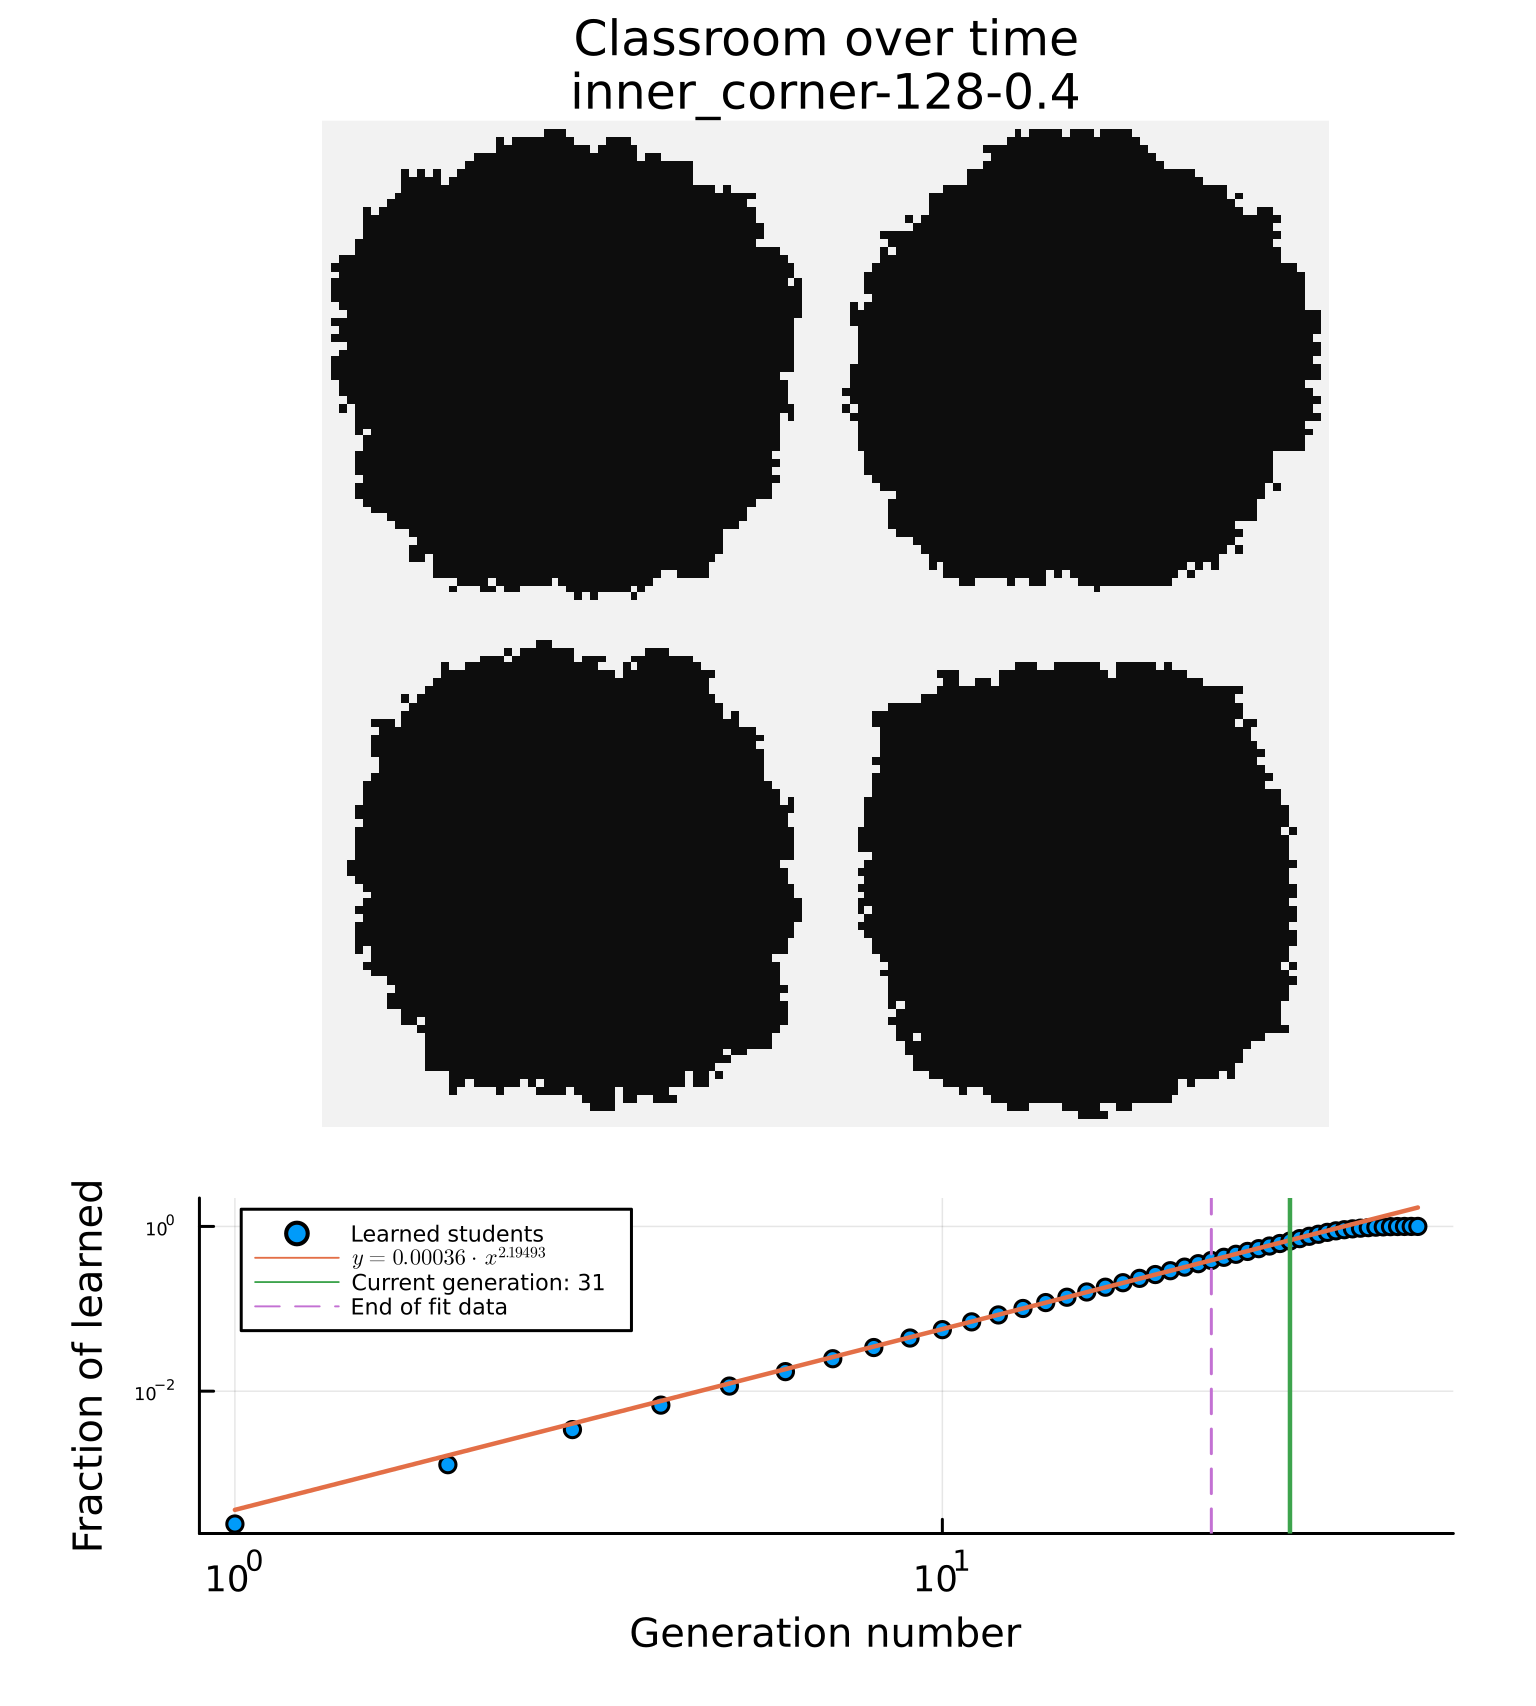 Classroom over time
inner_corner-128-0.4
Fraction of learned
10⁰
10⁻²
Learned students
y = 0.00036 · x^2.19493
Current generation: 31
End of fit data
10⁰
10¹
Generation number